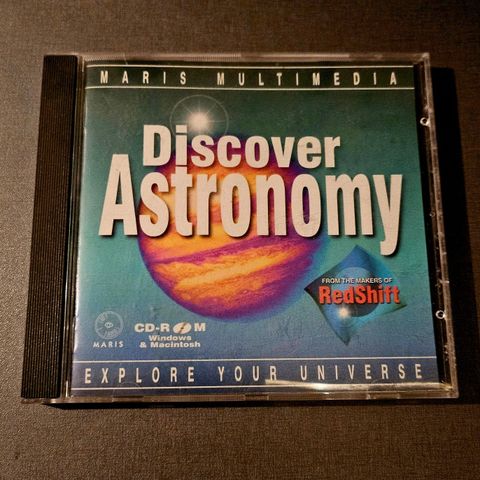 MARIS MULTIMEDIA
Discover
Astronomy
FROM THE MAKERS OF
RedShift
CD-ROM
Windows
& Macintosh
MARIS
EXPLORE YOUR UNIVERSE